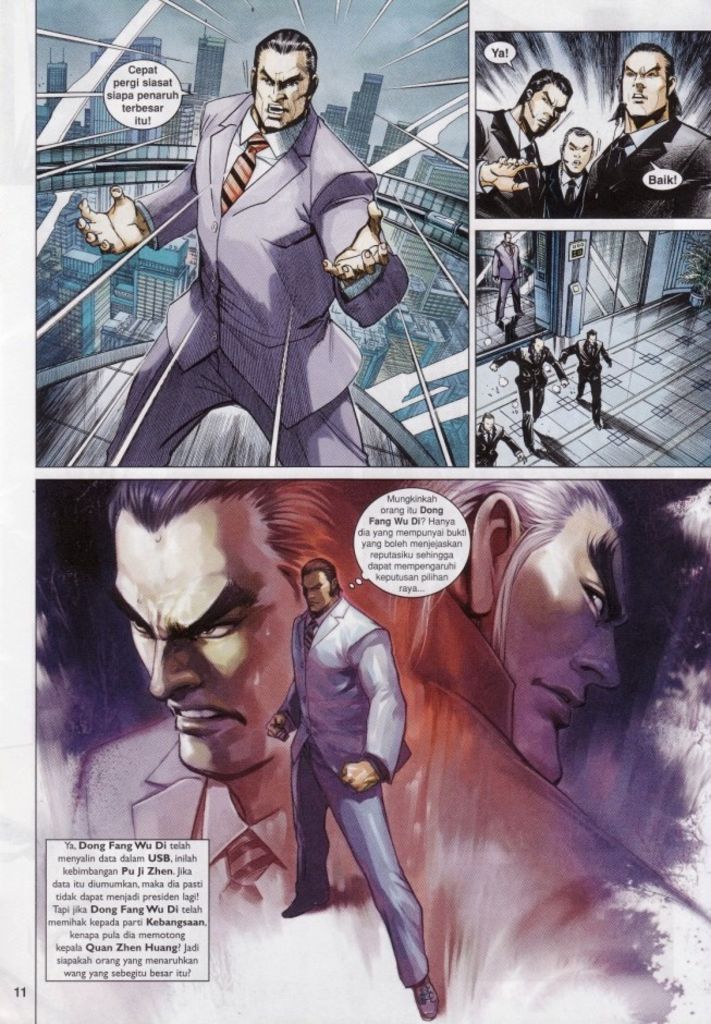 Cepat
pergi siasat
siapa penaruh
terbesar
itu!
Ya!
Baik!
Mungkinkah
orang itu Dong
Fang Wu Di? Hanya
dia yang mempunyai bukti
yang boleh menjejaskan
reputasiku sehingga
dapat mempengaruhi
keputusan pilihan
raya...
Ya, Dong Fang Wu Di telah
menyalin data dalam USB, inilah
kebimbangan Pu Ji Zhen. Jika
data itu diumumkan, maka dia pasti
tidak dapat menjadi presiden lagi!
Tapi jika Dong Fang Wu Di telah
memihak kepada parti Kebangsaan,
kenapa pula dia memotong
kepala Quan Zhen Huang? Jadi
siapakah orang yang menaruhkan
wang yang sebegitu besar itu?
11